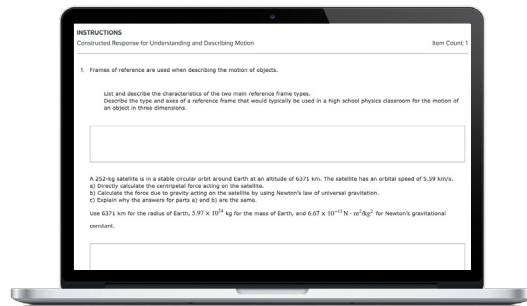 INSTRUCTIONS
Constructed Response for Understanding and Describing Motion
Item Count: 1
1. Frames of reference are used when describing the motion of objects.
List and describe the characteristics of the two main reference frame types.
Describe the type and axes of a reference frame that would typically be used in a high school physics classroom for the motion of
an object in three dimensions.
A 252-kg satellite is in a stable circular orbit around Earth at an altitude of 6371 km. The satellite has an orbital speed of 5.59 km/s.
a) Directly calculate the centripetal force acting on the satellite.
b) Calculate the force due to gravity acting on the satellite by using Newton's law of universal gravitation.
c) Explain why the answers for parts a) and b) are the same.
Use 6371 km for the radius of Earth, 5.97 × 10²⁴ kg for the mass of Earth, and 6.67 × 10⁻¹¹ N · m²/kg² for Newton's gravitational
constant.